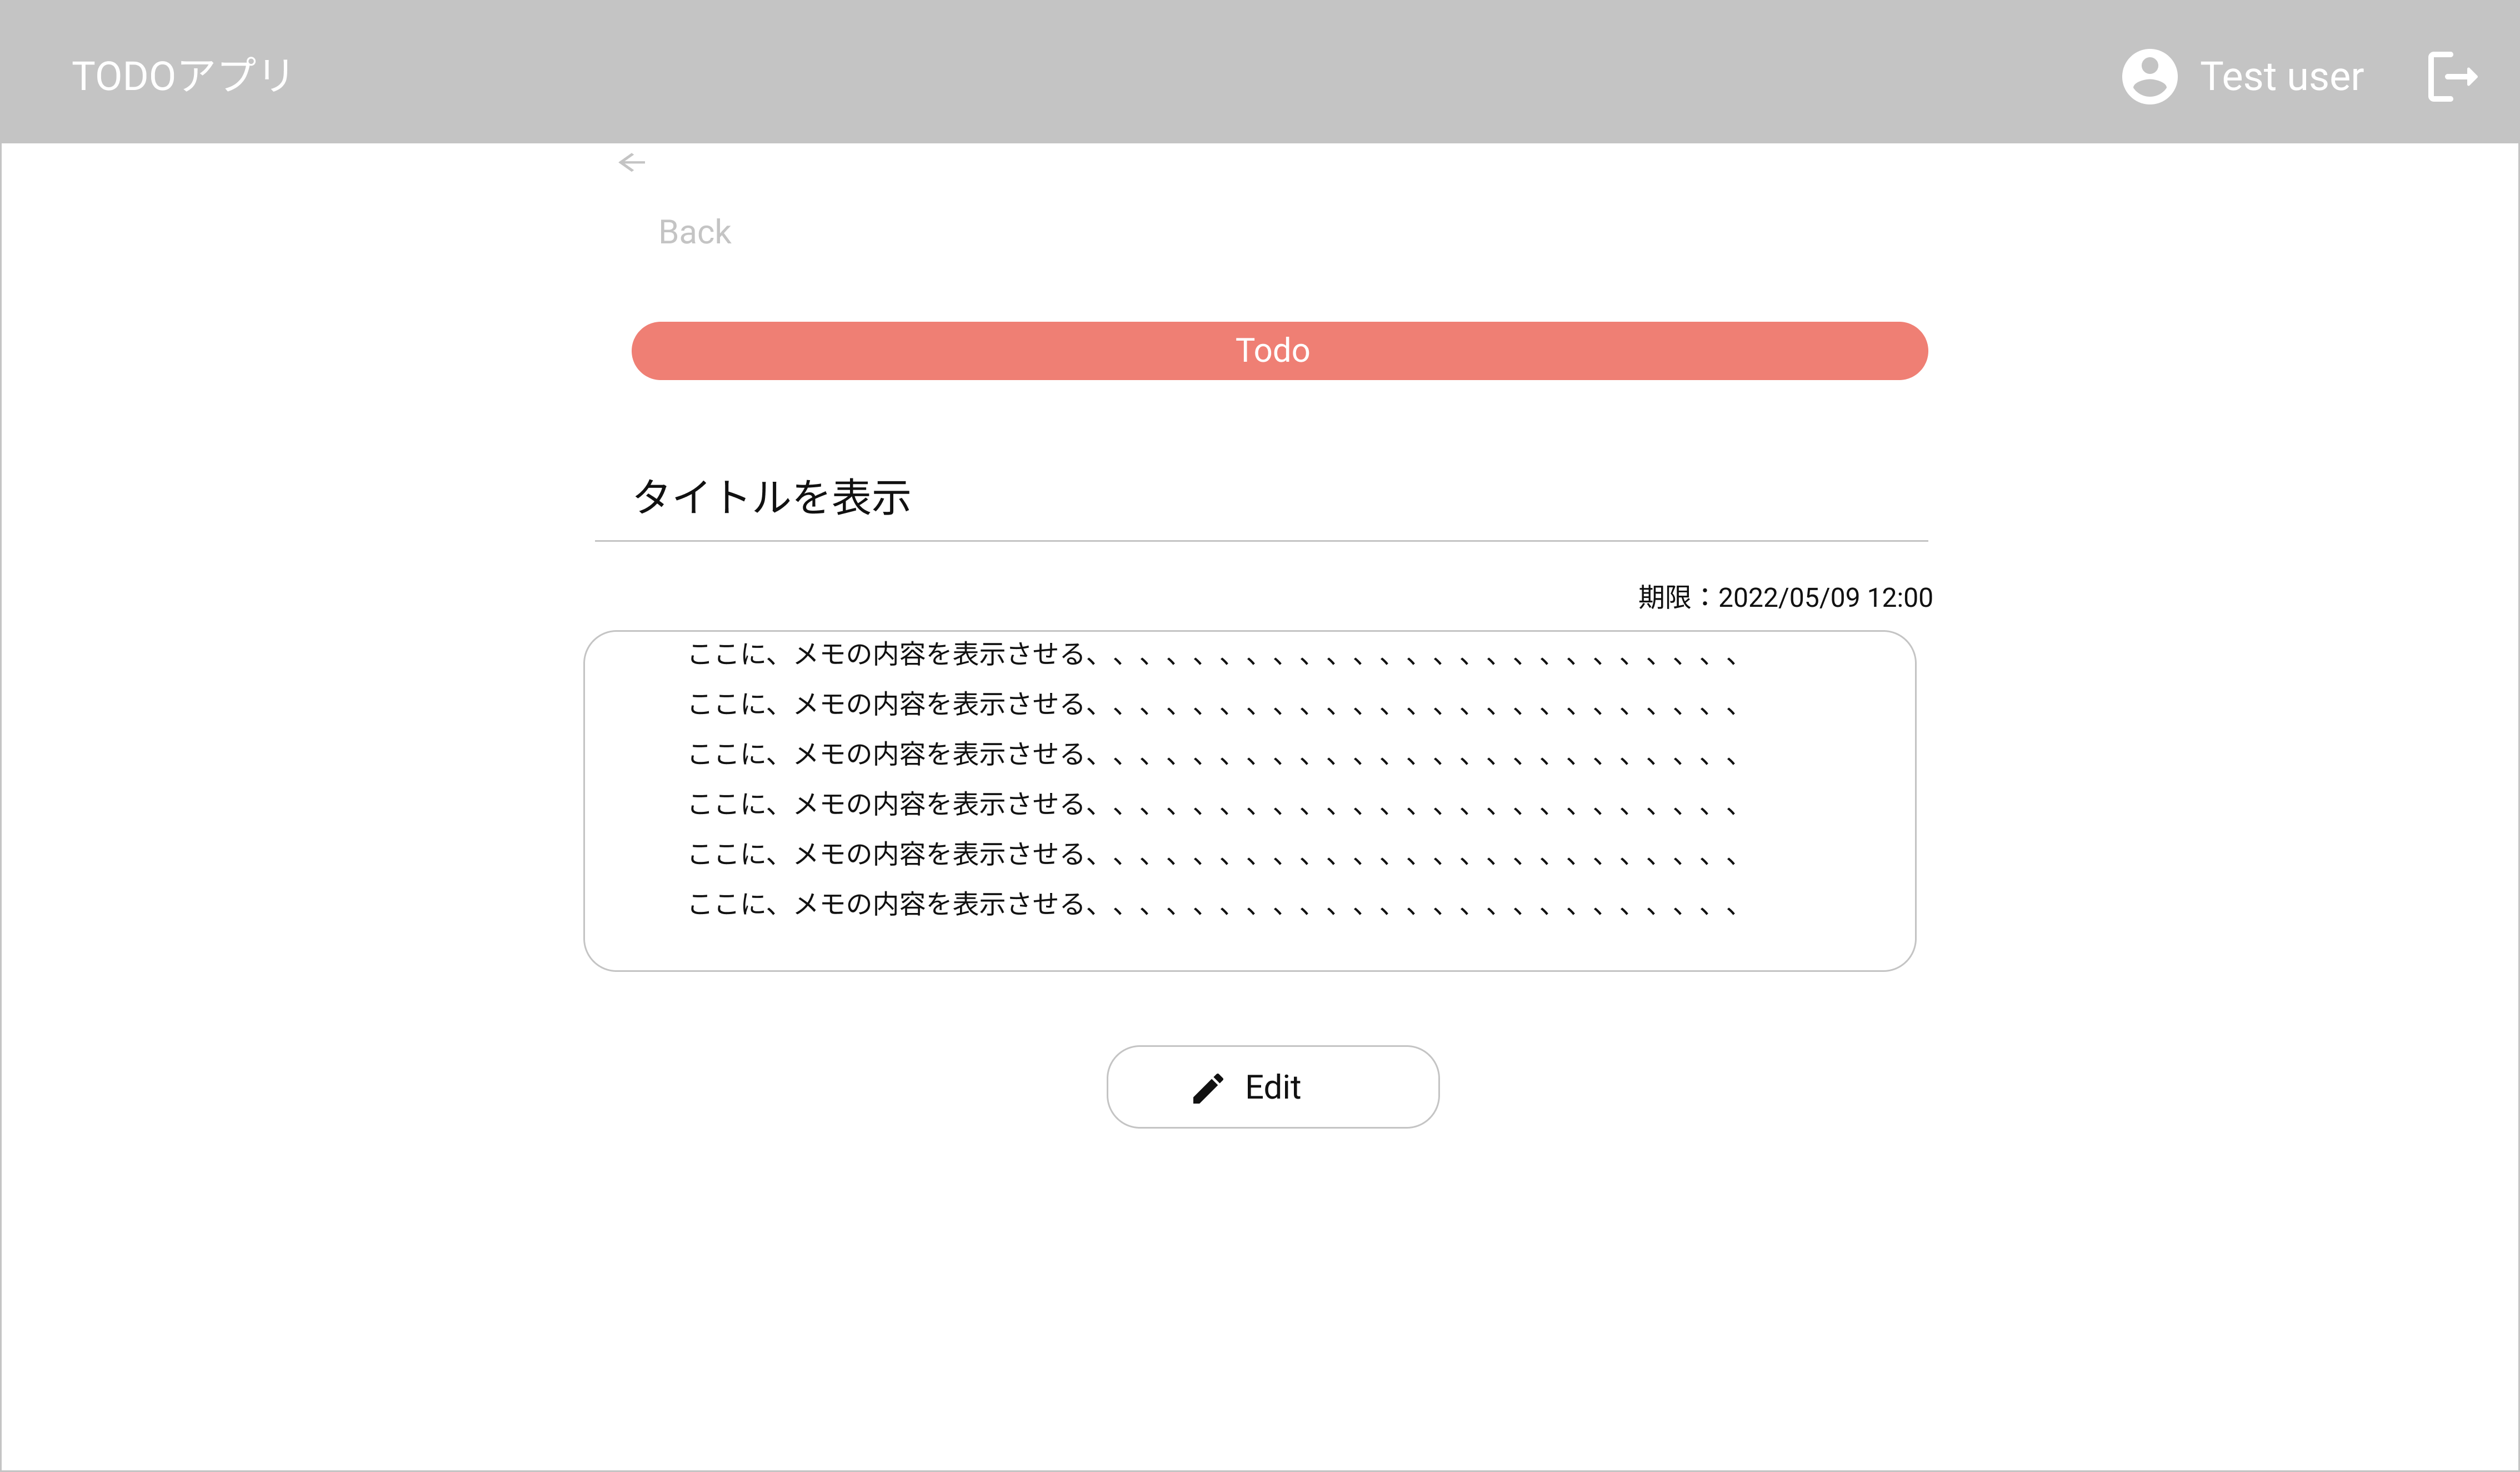 TODOアプリ
Test user
Back
Todo
タイトルを表示
期限：2022/05/09 12:00
ここに、メモの内容を表示させる、、、、、、、、、、、、、、、、、、、、、、、、、
ここに、メモの内容を表示させる、、、、、、、、、、、、、、、、、、、、、、、、、
ここに、メモの内容を表示させる、、、、、、、、、、、、、、、、、、、、、、、、、
ここに、メモの内容を表示させる、、、、、、、、、、、、、、、、、、、、、、、、、
ここに、メモの内容を表示させる、、、、、、、、、、、、、、、、、、、、、、、、、
ここに、メモの内容を表示させる、、、、、、、、、、、、、、、、、、、、、、、、、
Edit